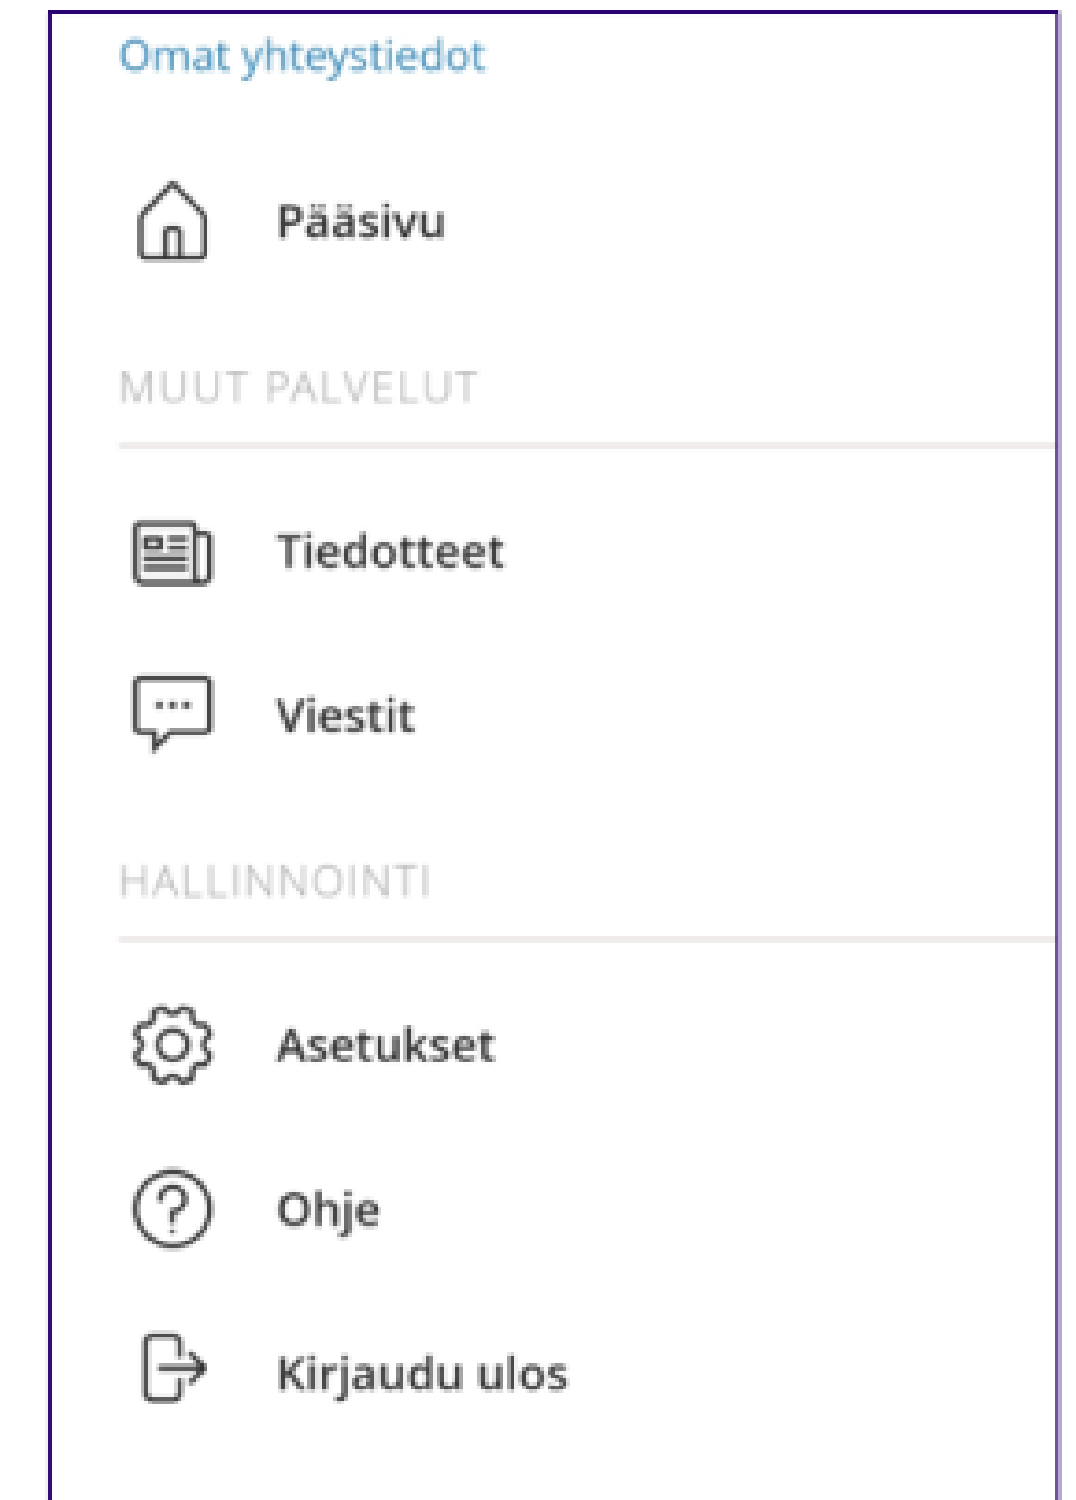 Omat yhteystiedot
Pääsivu
MUUT PALVELUT
Tiedotteet
Viestit
HALLINNOINTI
Asetukset
Ohje
Kirjaudu ulos